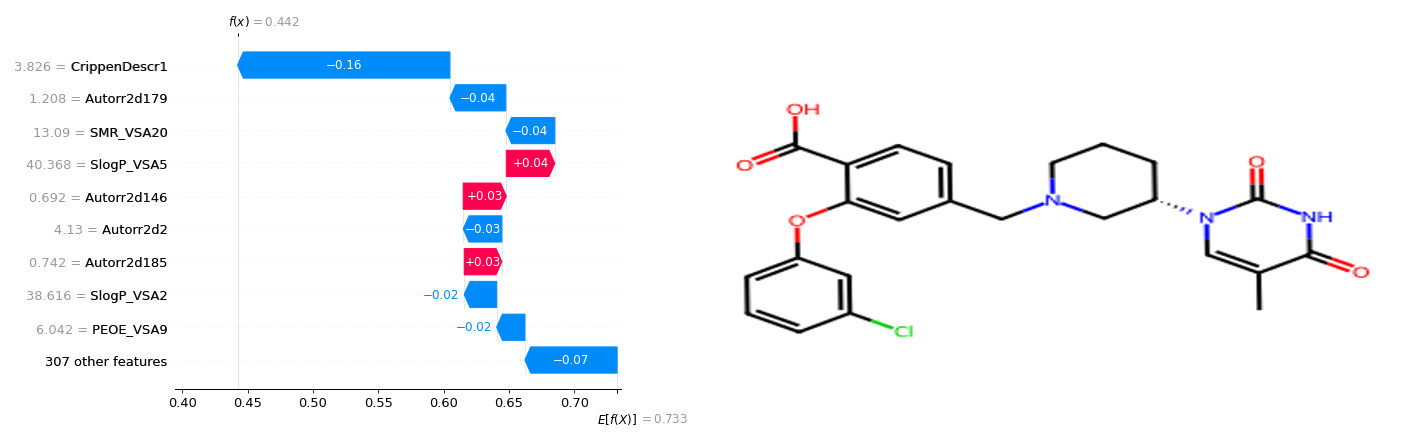 f(x) = 0.442
3.826 = CrippenDescr1
−0.16
1.208 = Autorr2d179
−0.04
13.09 = SMR_VSA20
−0.04
40.368 = SlogP_VSA5
+0.04
0.692 = Autorr2d146
+0.03
4.13 = Autorr2d2
−0.03
0.742 = Autorr2d185
+0.03
38.616 = SlogP_VSA2
−0.02
6.042 = PEOE_VSA9
−0.02
307 other features
−0.07
0.40 0.45 0.50 0.55 0.60 0.65 0.70
E[f(X)] = 0.733
OH
O
O
Cl
N
N
O
NH
O